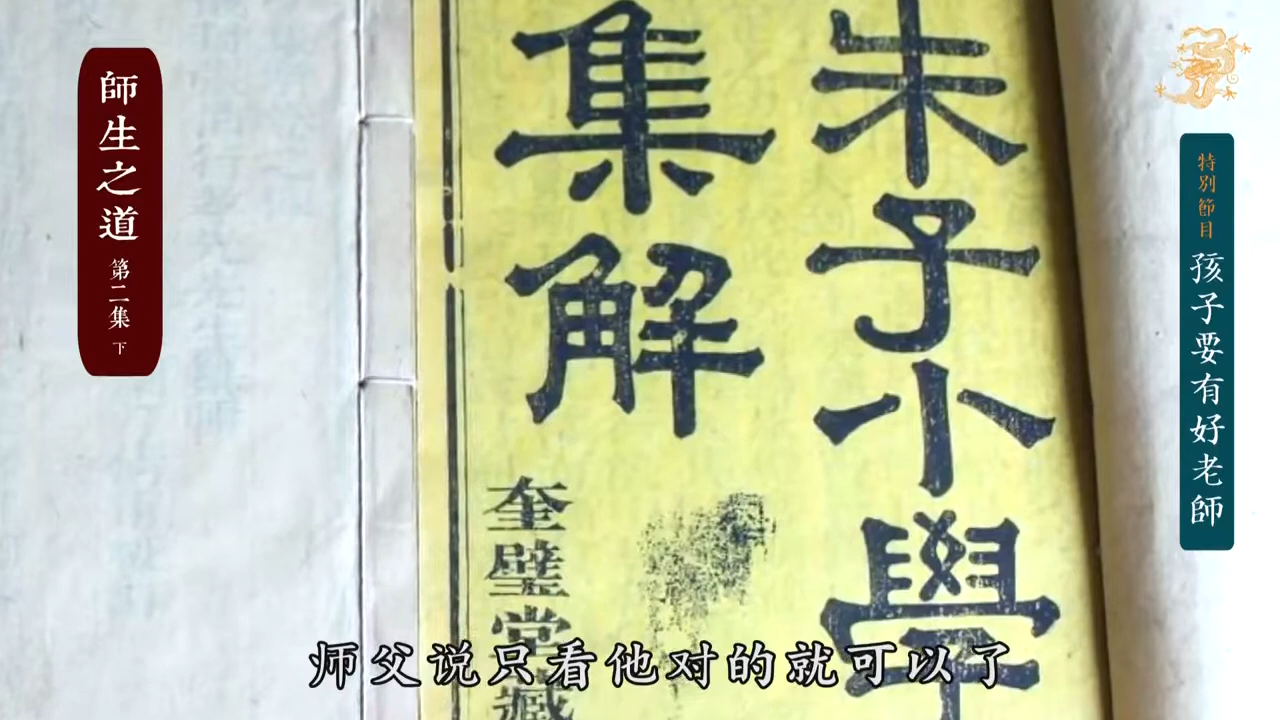 師生之道 第二集 下
朱子小學
集解
奎璧堂藏
特別節目 孩子要有好老師
师父说只看他对的就可以了